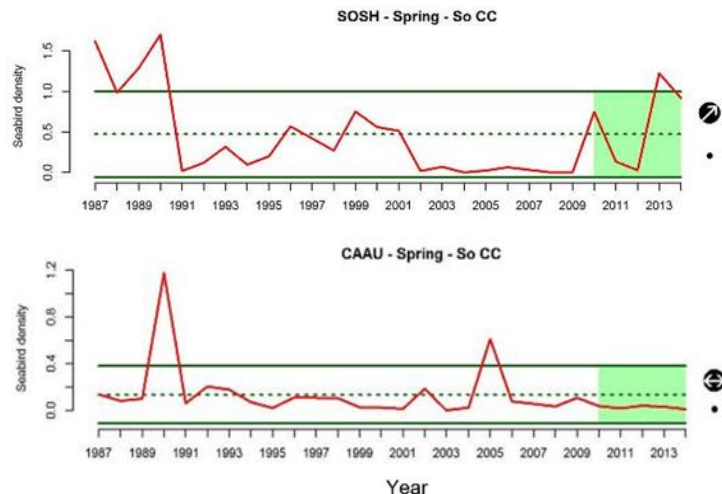 SOSH - Spring - So CC
Seabird density
1.5
1.0
0.5
0.0
1987 1989 1991 1993 1995 1997 1999 2001 2003 2005 2007 2009 2011 2013
CAAU - Spring - So CC
Seabird density
1.2
0.8
0.4
0.0
1987 1989 1991 1993 1995 1997 1999 2001 2003 2005 2007 2009 2011 2013
Year